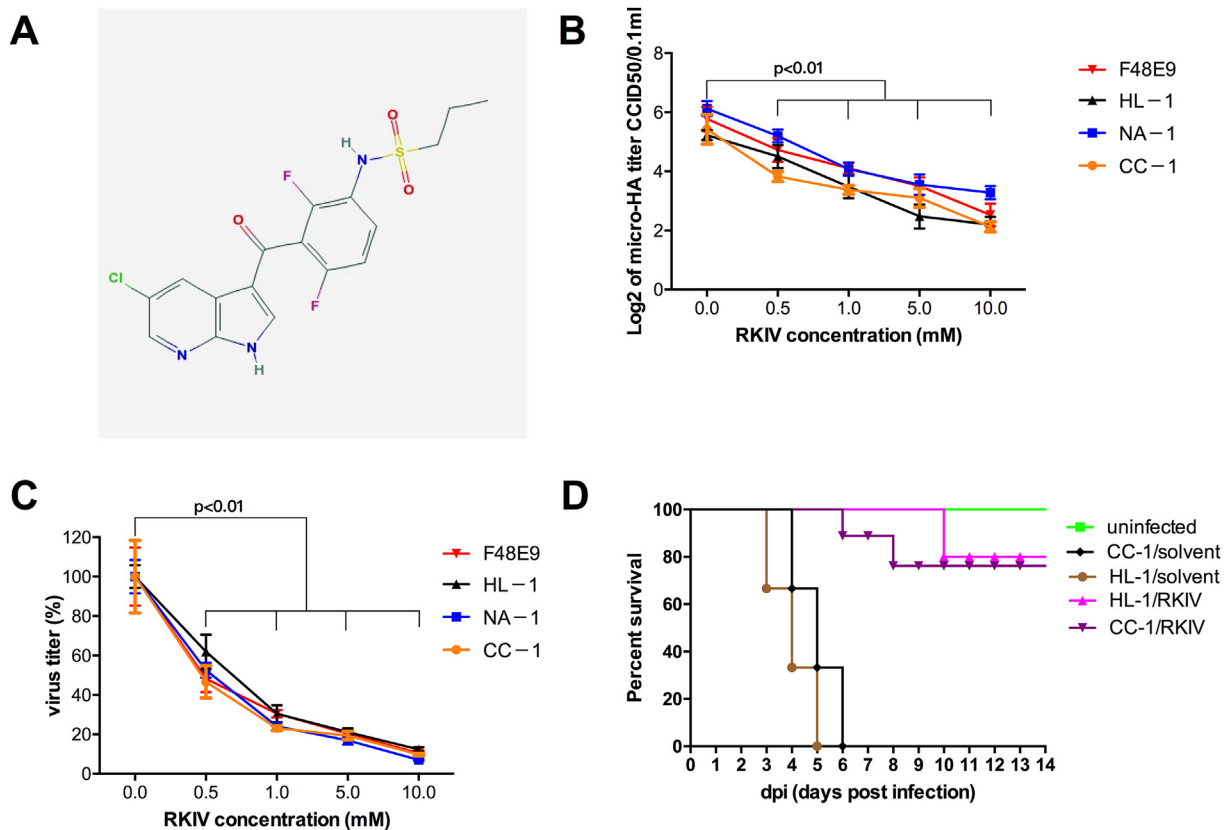 A
H
N
O
S
O
F
O
Cl
F
N
N
H
B
Log2 of micro-HA titer CCID50/0.1ml
8
6
4
2
0
p<0.01
0.0 0.5 1.0 5.0 10.0
RKIV concentration (mM)
F48E9
HL−1
NA−1
CC−1
C
virus titer (%)
120
100
80
60
40
20
0
p<0.01
0.0 0.5 1.0 5.0 10.0
RKIV concentration (mM)
F48E9
HL−1
NA−1
CC−1
D
Percent survival
100
80
60
40
20
0
0 1 2 3 4 5 6 7 8 9 10 11 12 13 14
dpi (days post infection)
uninfected
CC-1/solvent
HL-1/solvent
HL-1/RKIV
CC-1/RKIV